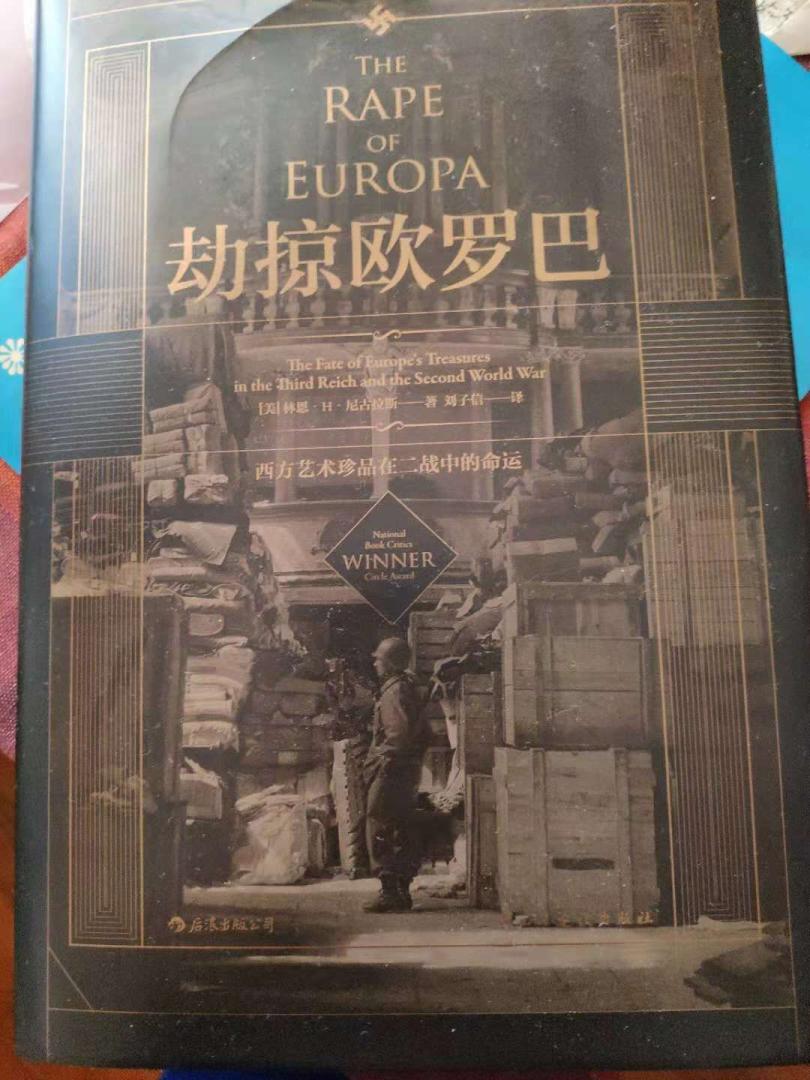 THE
RAPE
OF
EUROPA
劫掠欧罗巴
The Fate of Europe's Treasures
in the Third Reich and the Second World War
[美] 林恩·H·尼古拉斯——著 刘子信——译
西方艺术珍品在二战中的命运
National
Book Critics
WINNER
Circle Award
后浪出版公司
出版社